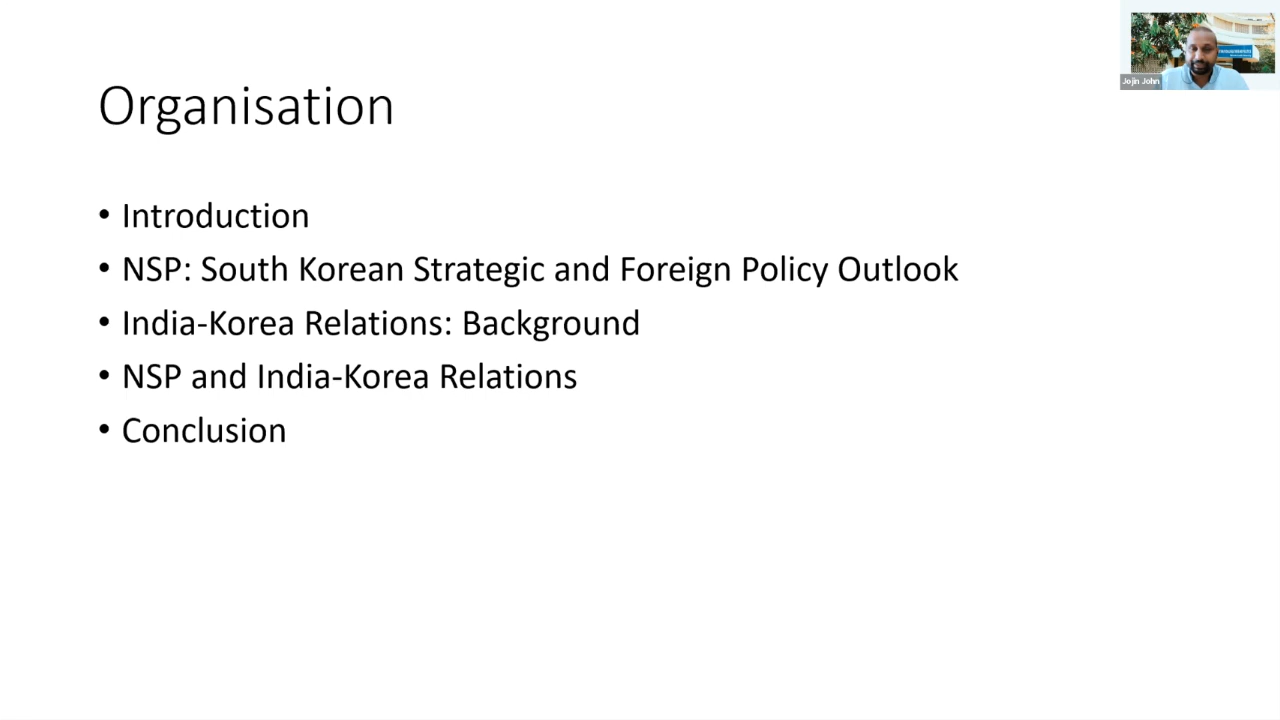 Organisation
• Introduction
• NSP: South Korean Strategic and Foreign Policy Outlook
• India-Korea Relations: Background
• NSP and India-Korea Relations
• Conclusion
Jojin John